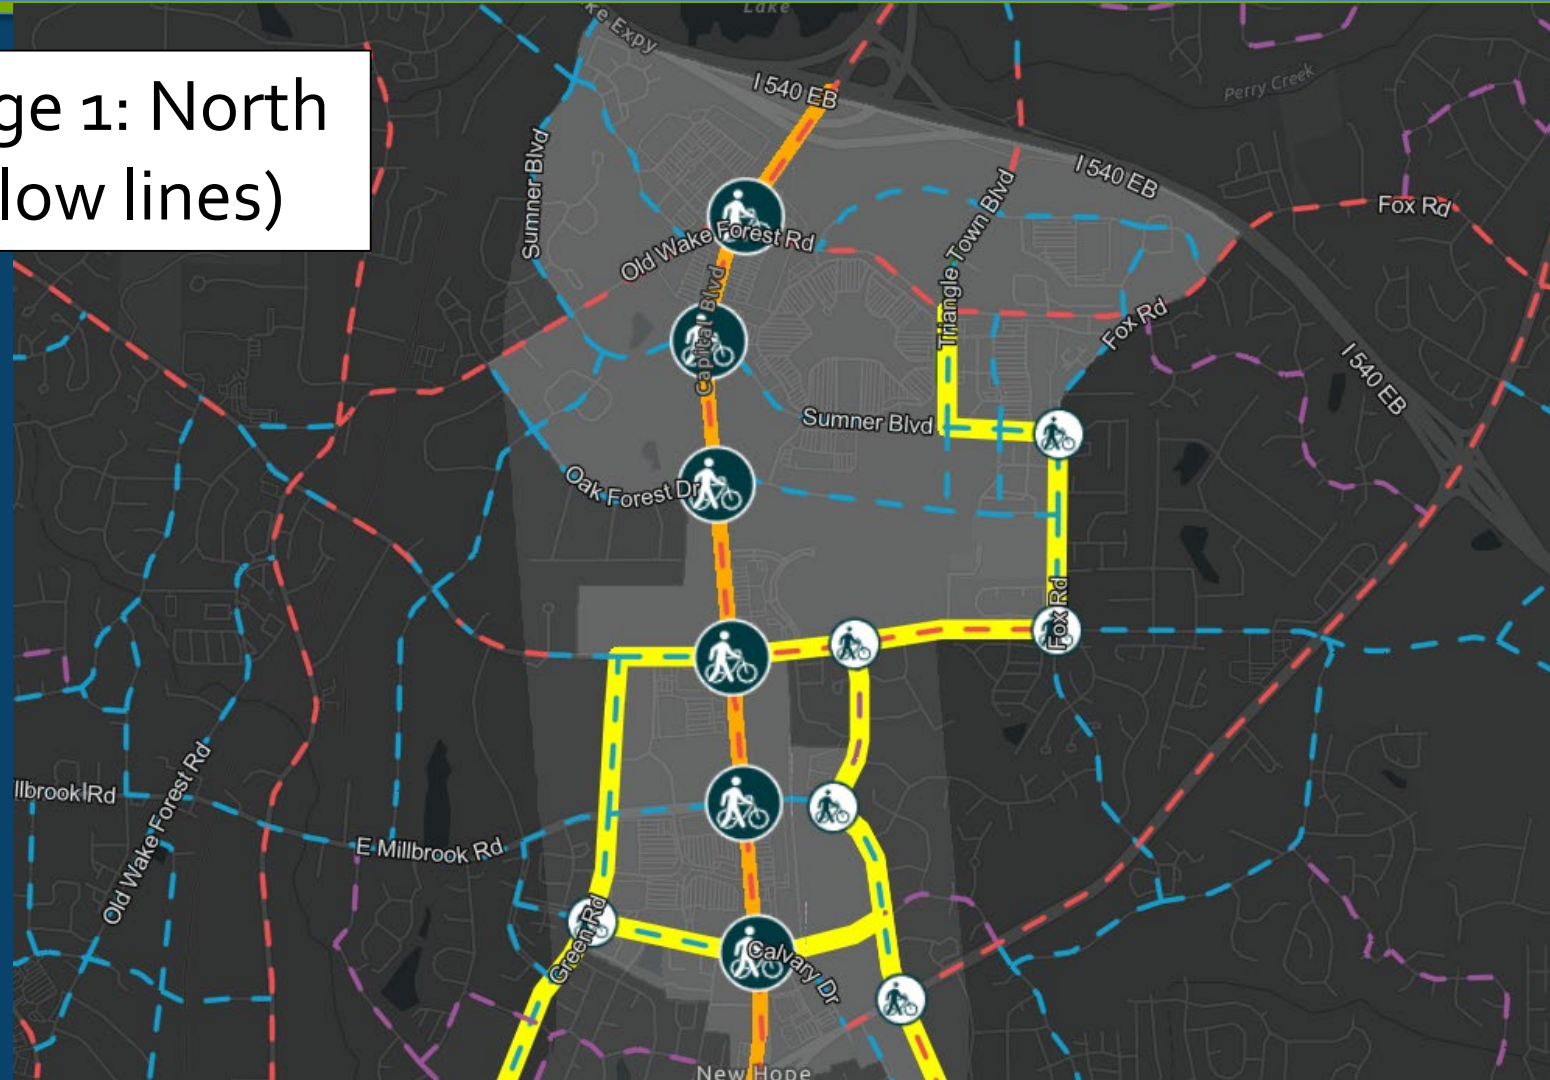 ge 1: North
low lines)
ke Expy
Lake
I 540 EB
Perry Creek
Sumner Blvd
I 540 EB
Triangle Town Blvd
Fox Rd
Old Wake Forest Rd
Capital Blvd
Fox Rd
I 540 EB
Sumner Blvd
Oak Forest Dr
Fox Rd
llbrook Rd
Old Wake Forest Rd
E Millbrook Rd
Green Rd
Calvary Dr
New Hope